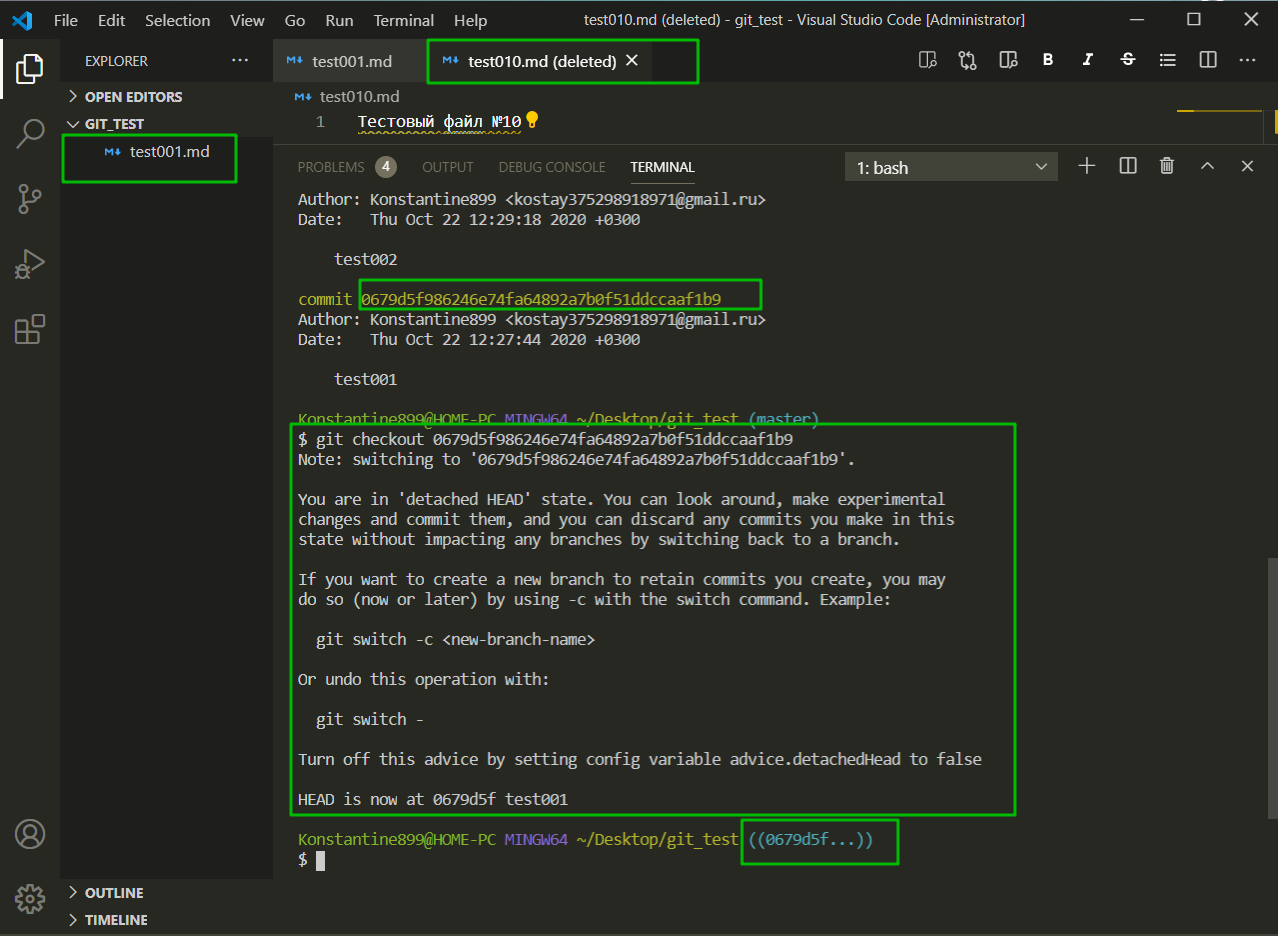 File Edit Selection View Go Run Terminal Help test010.md (deleted) - git_test - Visual Studio Code [Administrator]
EXPLORER
test001.md
test010.md (deleted)
OPEN EDITORS
GIT_TEST
test001.md
test010.md
1 Тестовый файл №10
PROBLEMS 4 OUTPUT DEBUG CONSOLE TERMINAL 1: bash
Author: Konstantine899 <kostay375298918971@gmail.ru>
Date: Thu Oct 22 12:29:18 2020 +0300
test002
commit 0679d5f986246e74fa64892a7b0f51ddccaaf1b9
Author: Konstantine899 <kostay375298918971@gmail.ru>
Date: Thu Oct 22 12:27:44 2020 +0300
test001
Konstantine899@HOME-PC MINGW64 ~/Desktop/git_test (master)
$ git checkout 0679d5f986246e74fa64892a7b0f51ddccaaf1b9
Note: switching to '0679d5f986246e74fa64892a7b0f51ddccaaf1b9'.
You are in 'detached HEAD' state. You can look around, make experimental
changes and commit them, and you can discard any commits you make in this
state without impacting any branches by switching back to a branch.
If you want to create a new branch to retain commits you create, you may
do so (now or later) by using -c with the switch command. Example:
git switch -c <new-branch-name>
Or undo this operation with:
git switch -
Turn off this advice by setting config variable advice.detachedHead to false
HEAD is now at 0679d5f test001
Konstantine899@HOME-PC MINGW64 ~/Desktop/git_test ((0679d5f...))
$
OUTLINE
TIMELINE